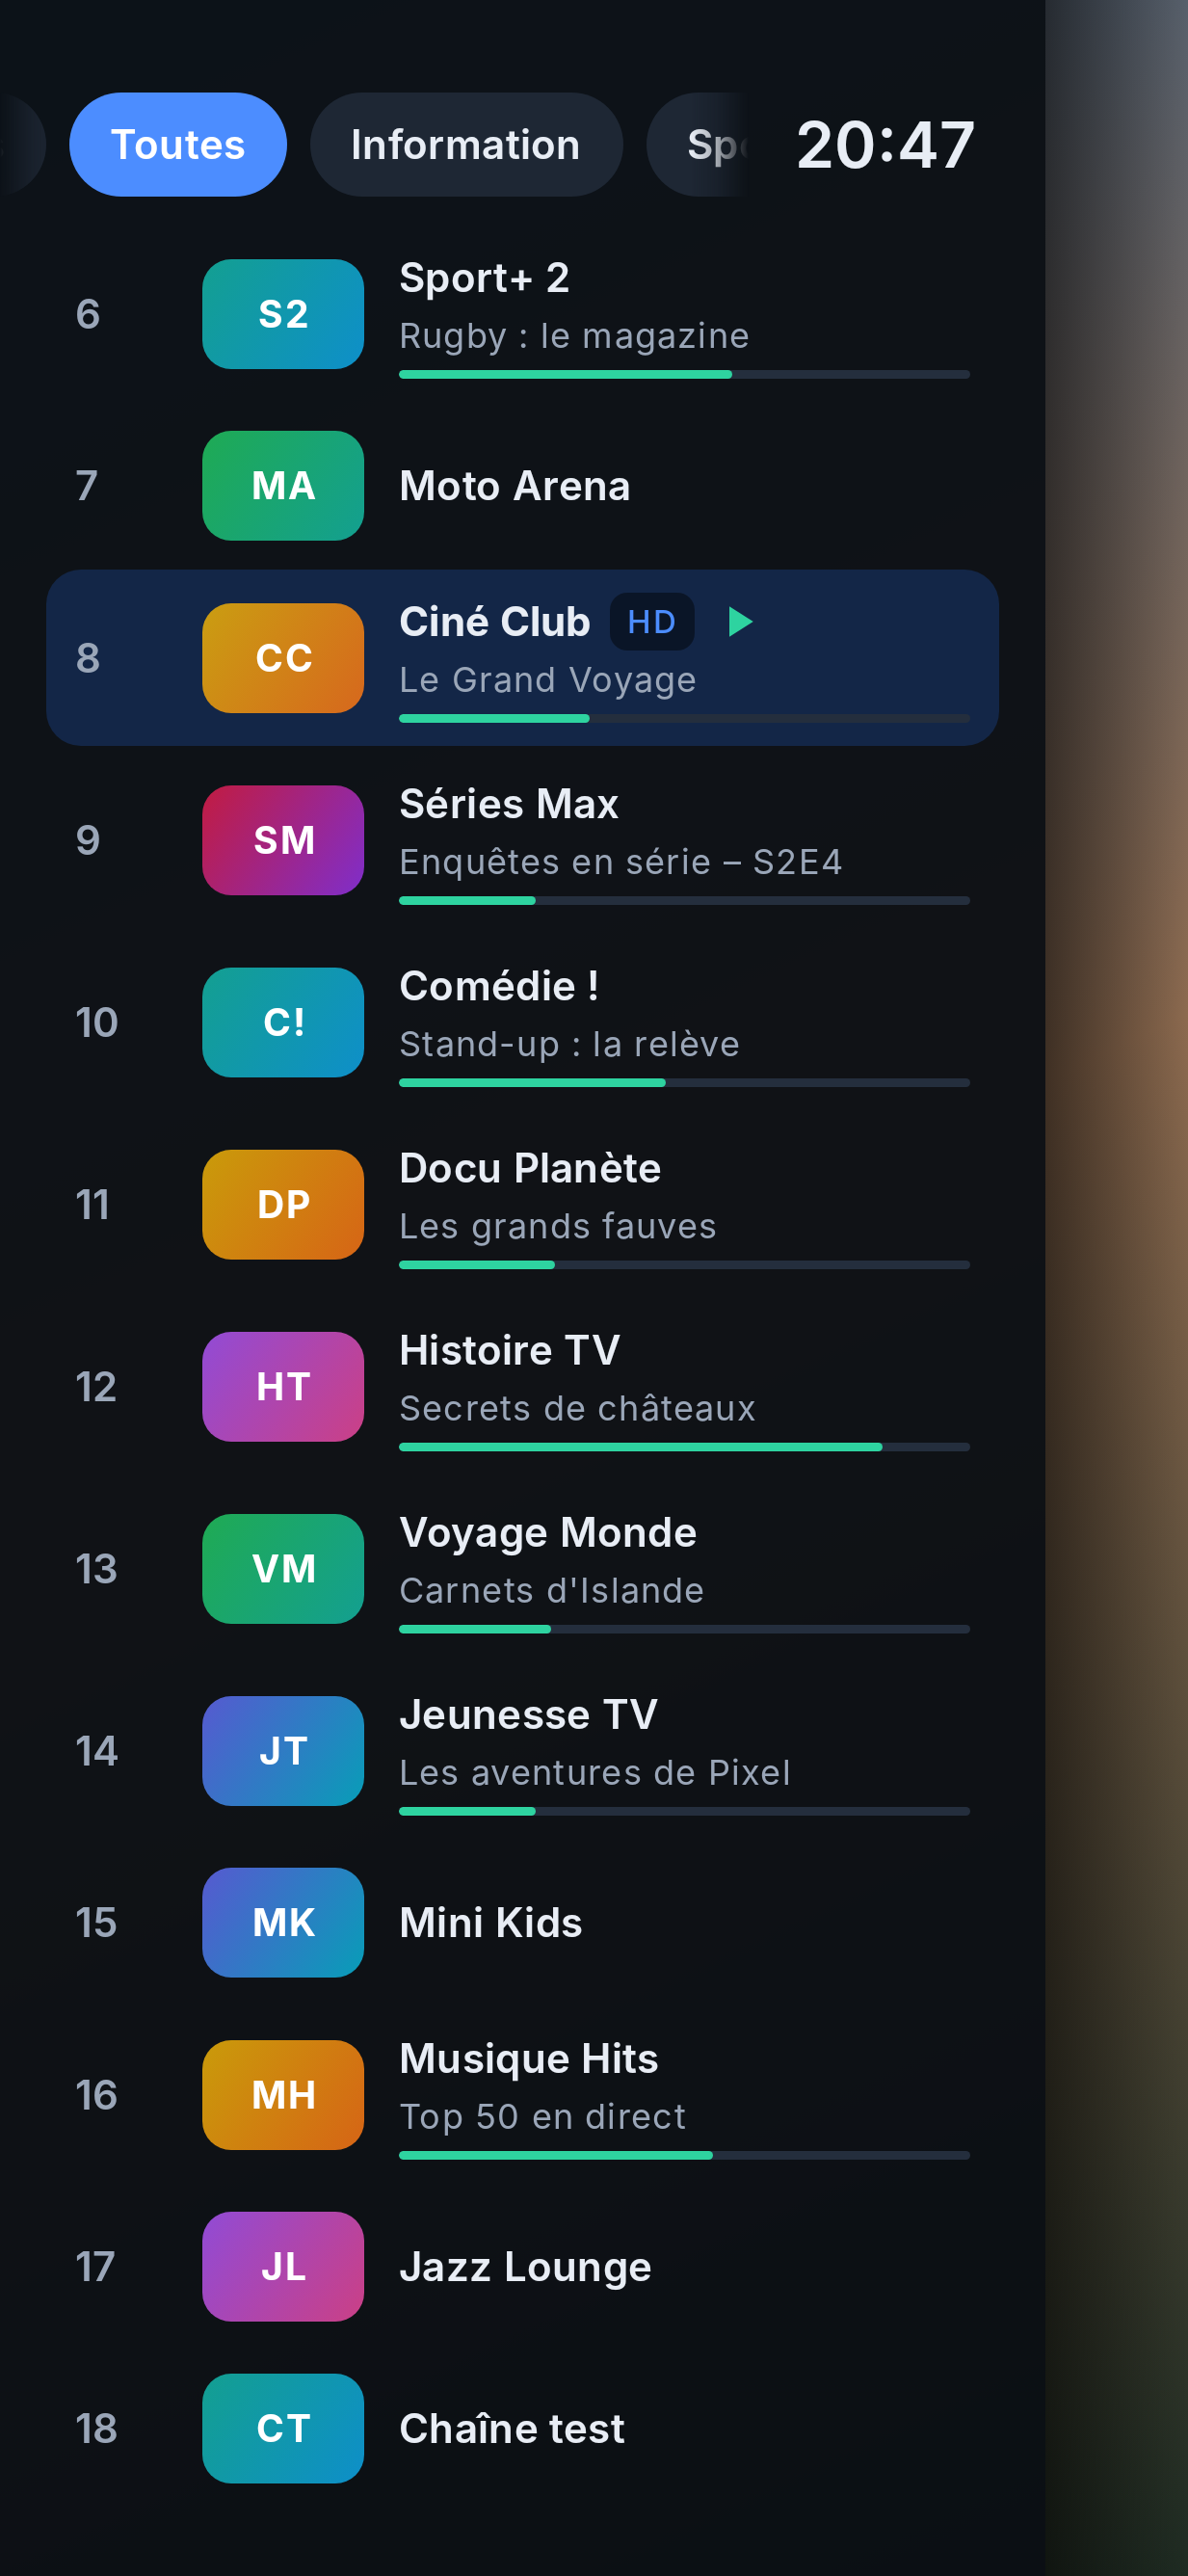 Toutes
Information
20:47
6
S2
Sport+ 2
Rugby : le magazine
7
MA
Moto Arena
8
CC
Ciné Club HD
Le Grand Voyage
9
SM
Séries Max
Enquêtes en série – S2E4
10
C!
Comédie !
Stand-up : la relève
11
DP
Docu Planète
Les grands fauves
12
HT
Histoire TV
Secrets de châteaux
13
VM
Voyage Monde
Carnets d'Islande
14
JT
Jeunesse TV
Les aventures de Pixel
15
MK
Mini Kids
16
MH
Musique Hits
Top 50 en direct
17
JL
Jazz Lounge
18
CT
Chaîne test